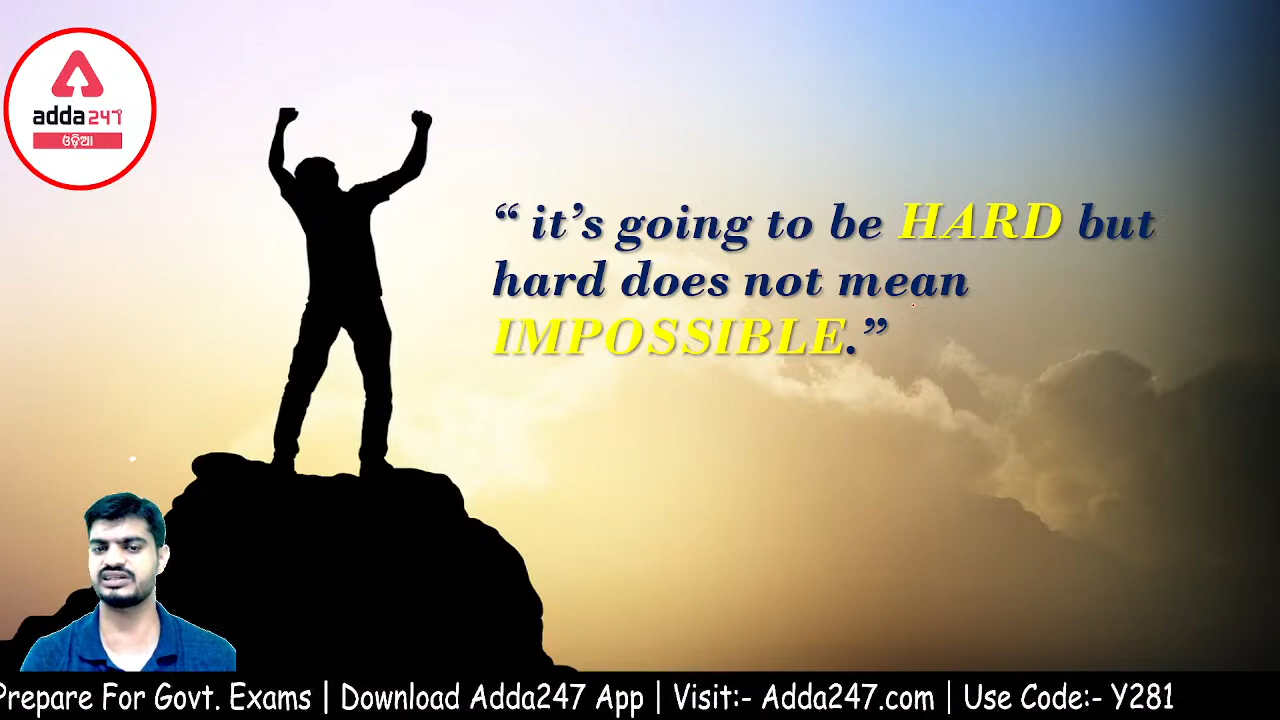 adda247
ଓଡ଼ିଆ
“ it’s going to be HARD but
hard does not mean
IMPOSSIBLE.”
Prepare For Govt. Exams | Download Adda247 App | Visit:- Adda247.com | Use Code:- Y281